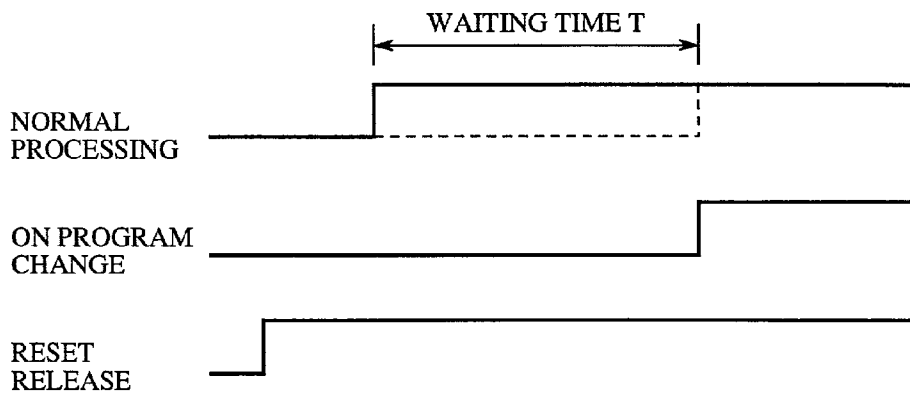 WAITING TIME T
NORMAL
PROCESSING
ON PROGRAM
CHANGE
RESET
RELEASE